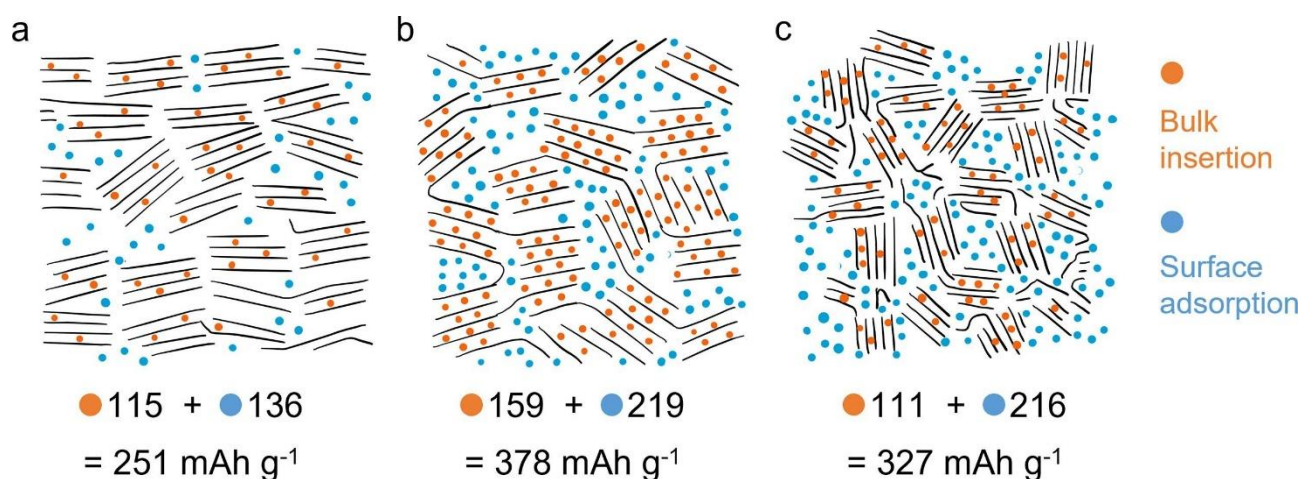 a
b
c
Bulk
insertion
Surface
adsorption
115 + 136
= 251 mAh g⁻¹
159 + 219
= 378 mAh g⁻¹
111 + 216
= 327 mAh g⁻¹